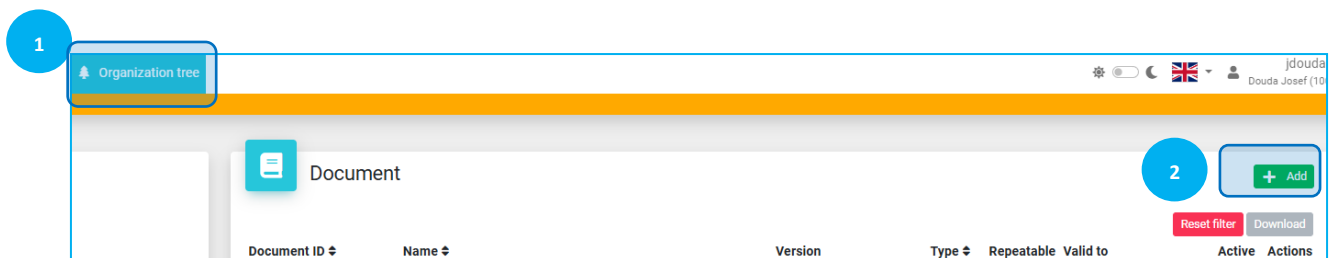 1
Organization tree
jdouda
Douda Josef (10
Document
2
Add
Reset filter Download
Document ID Name Version Type Repeatable Valid to Active Actions